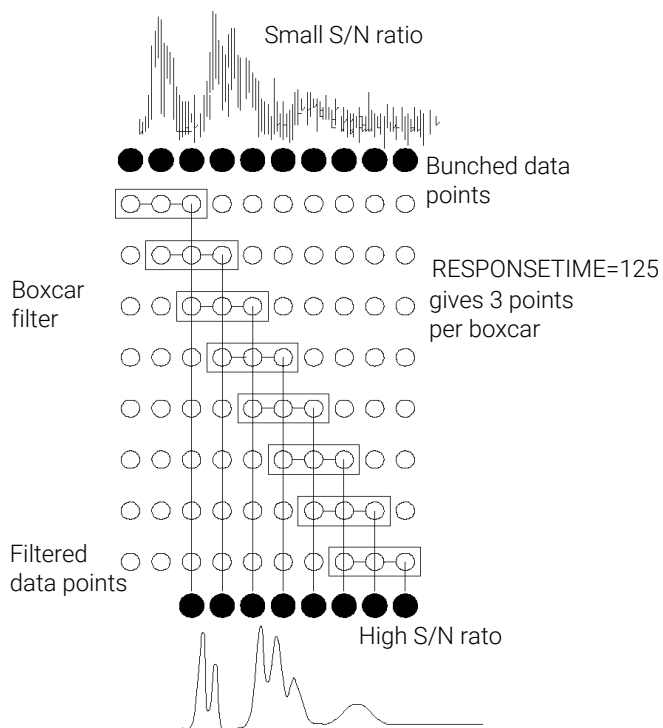 Small S/N ratio
Bunched data
points
RESPONSETIME=125
gives 3 points
per boxcar
Boxcar
filter
Filtered
data points
High S/N rato